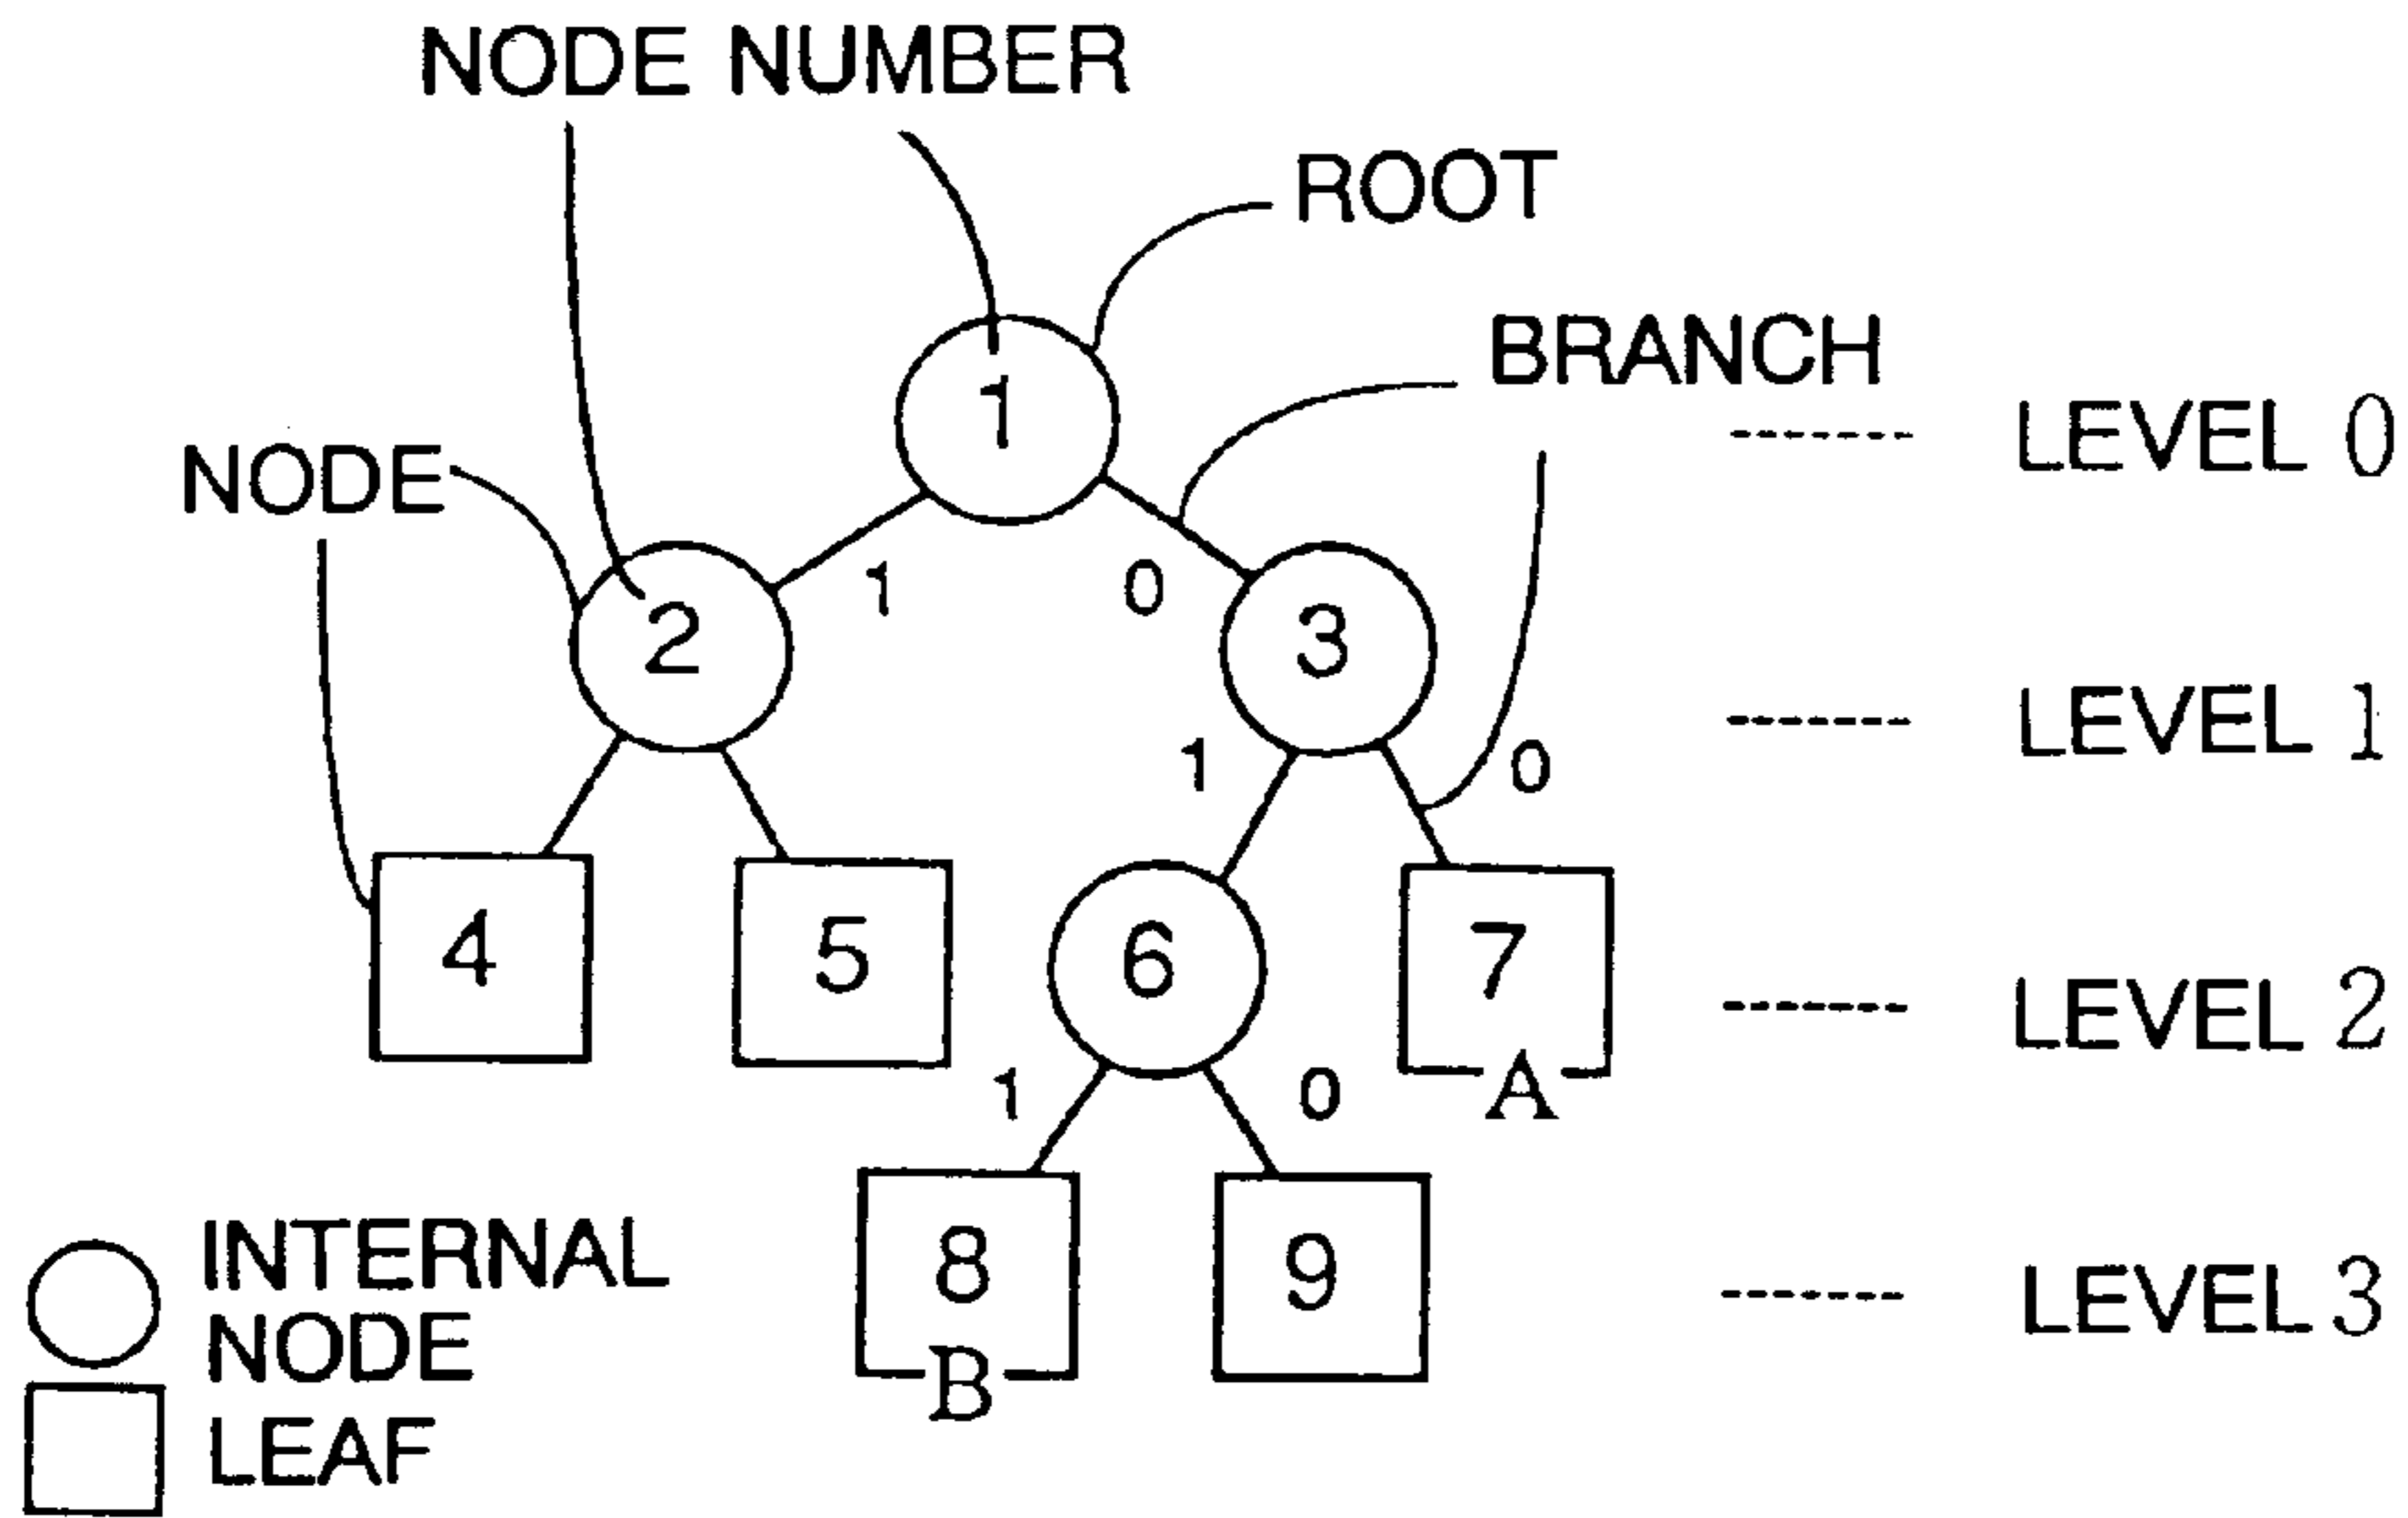 NODE NUMBER
ROOT
BRANCH
1
LEVEL 0
NODE
1
0
2
3
LEVEL 1
1
0
4
5
6
7
LEVEL 2
A
1
0
8
9
INTERNAL
NODE
LEVEL 3
B
LEAF